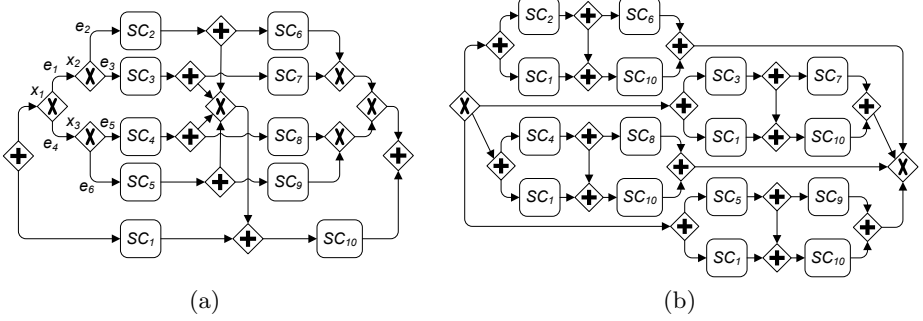 e2 SC2 SC6
e1 x2 e3 SC3 SC7
x1
x3 e5 SC4 SC8
e4
e6 SC5 SC9
SC1 SC10
(a)
SC2 SC6
SC1 SC10
SC3 SC7
SC1 SC10
SC4 SC8
SC1 SC10
SC5 SC9
SC1 SC10
(b)